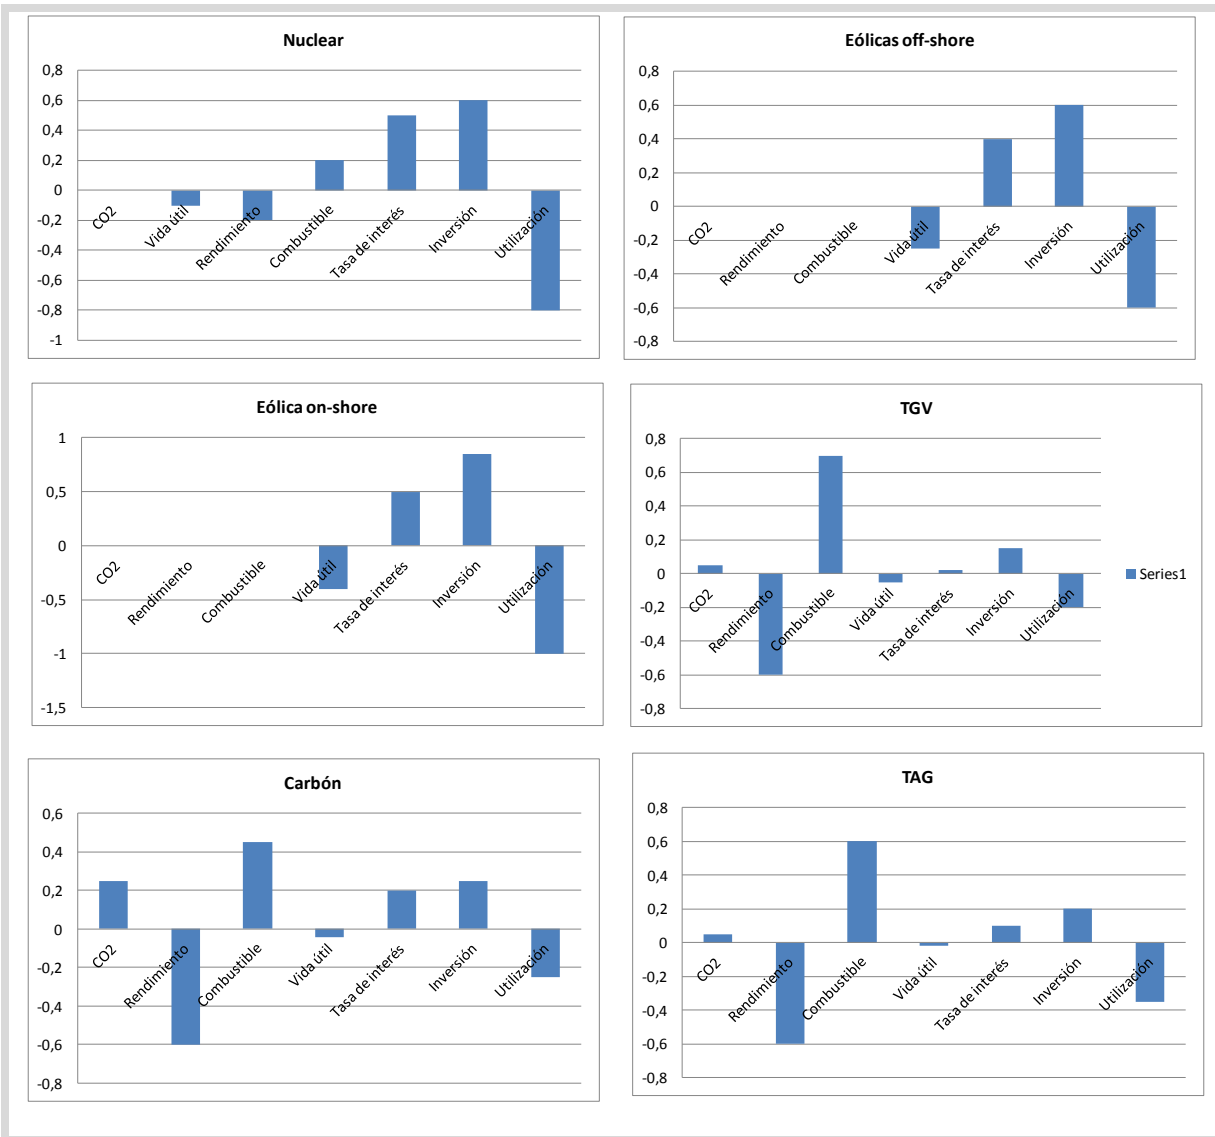 Nuclear
0,8
0,6
0,4
0,2
0
-0,2
-0,4
-0,6
-0,8
-1
CO2
Vida útil
Rendimiento
Combustible
Tasa de interés
Inversión
Utilización
Eólicas off-shore
0,8
0,6
0,4
0,2
0
-0,2
-0,4
-0,6
-0,8
CO2
Rendimiento
Combustible
Vida útil
Tasa de interés
Inversión
Utilización
Eólica on-shore
1
0,5
0
-0,5
-1
-1,5
CO2
Rendimiento
Combustible
Vida útil
Tasa de interés
Inversión
Utilización
TGV
0,8
0,6
0,4
0,2
0
-0,2
-0,4
-0,6
-0,8
CO2
Rendimiento
Combustible
Vida útil
Tasa de interés
Inversión
Utilización
Series1
Carbón
0,6
0,4
0,2
0
-0,2
-0,4
-0,6
-0,8
CO2
Rendimiento
Combustible
Vida útil
Tasa de interés
Inversión
Utilización
TAG
0,8
0,6
0,4
0,2
0
-0,2
-0,4
-0,6
-0,8
CO2
Rendimiento
Combustible
Vida útil
Tasa de interés
Inversión
Utilización